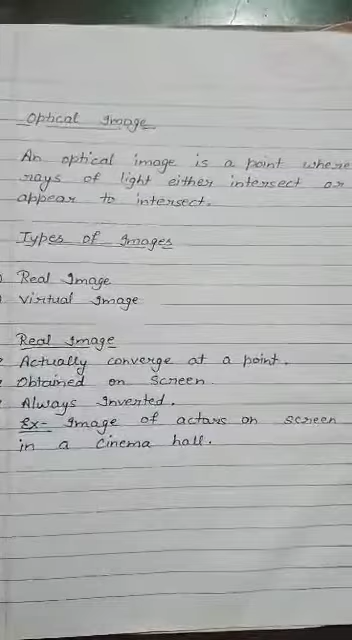 Optical Image
An optical image is a point where
rays of light either intersect or
appear to intersect.
Types of Images
Real Image
Virtual Image
Real Image
Actually converge at a point.
Obtained on Screen.
Always Inverted.
Ex- Image of actors on screen
in a cinema hall.